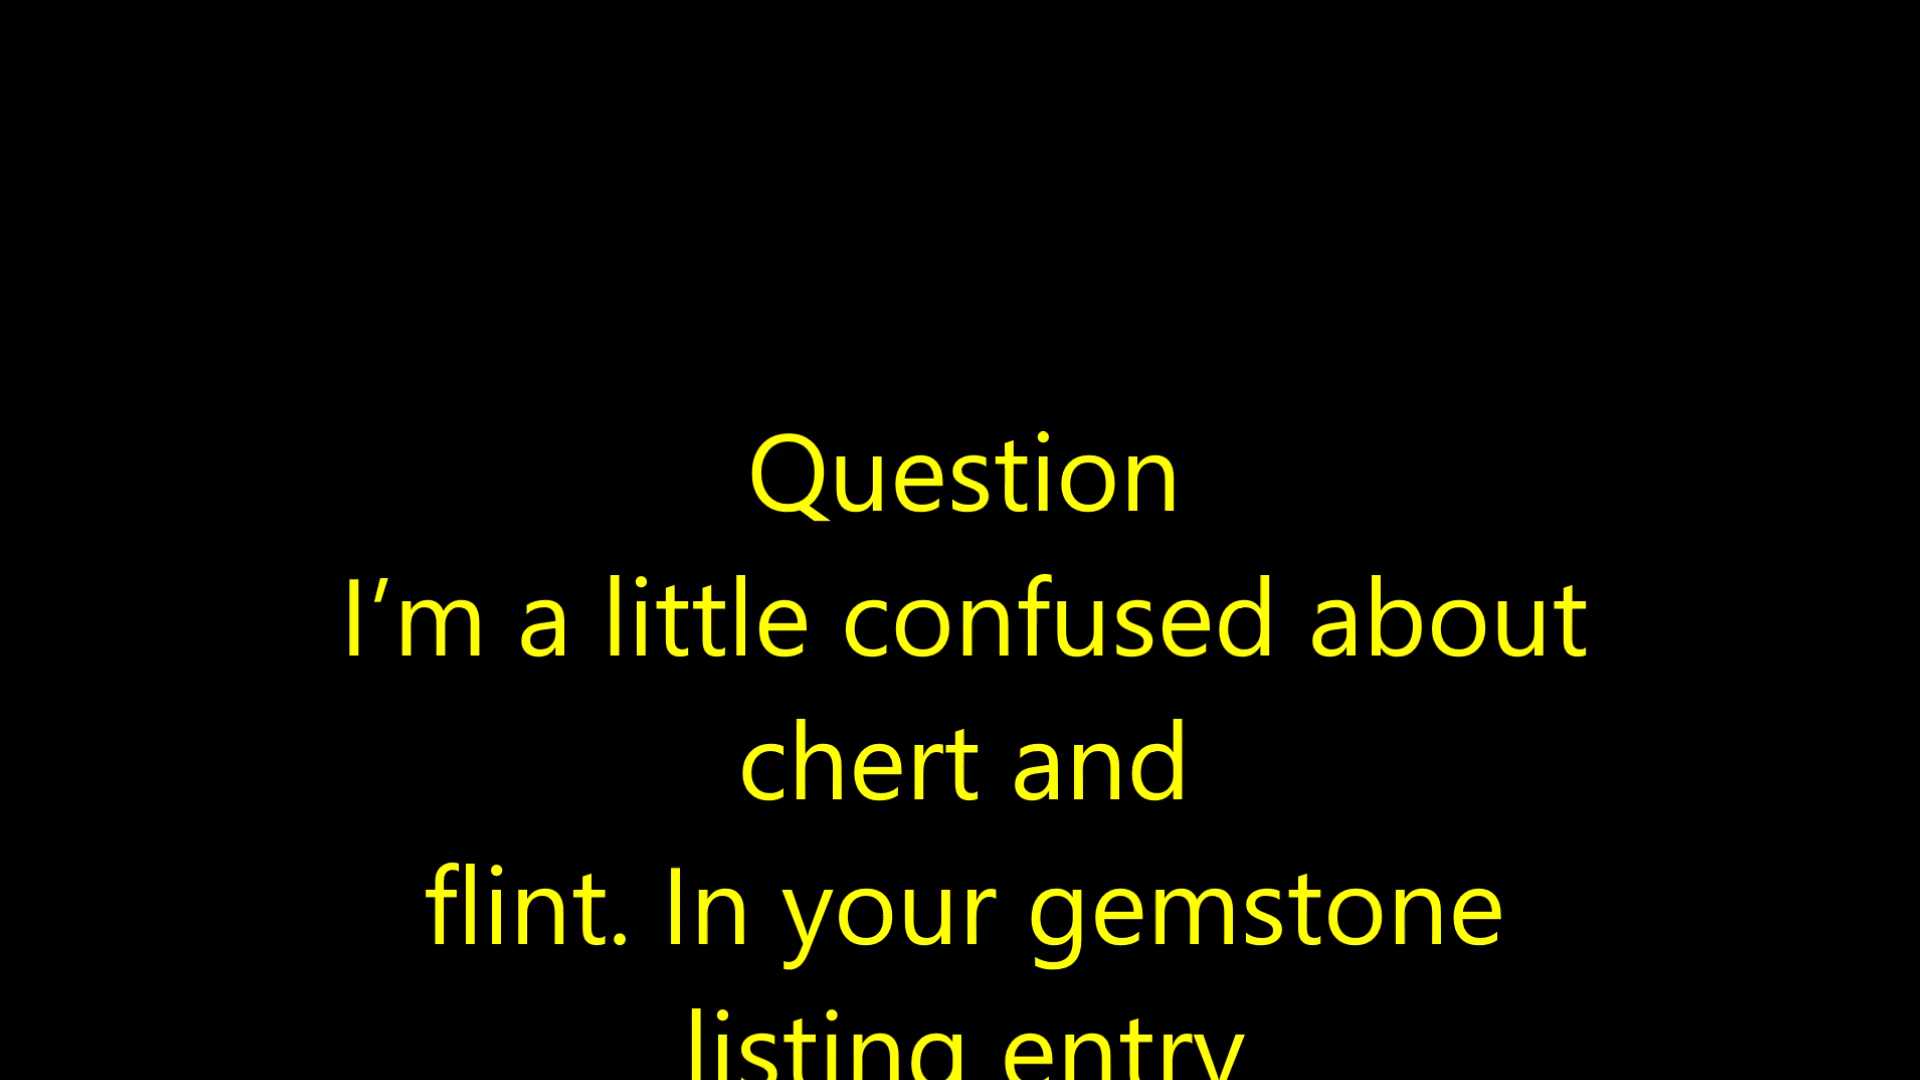 Question
I’m a little confused about
chert and
flint. In your gemstone
listing entry